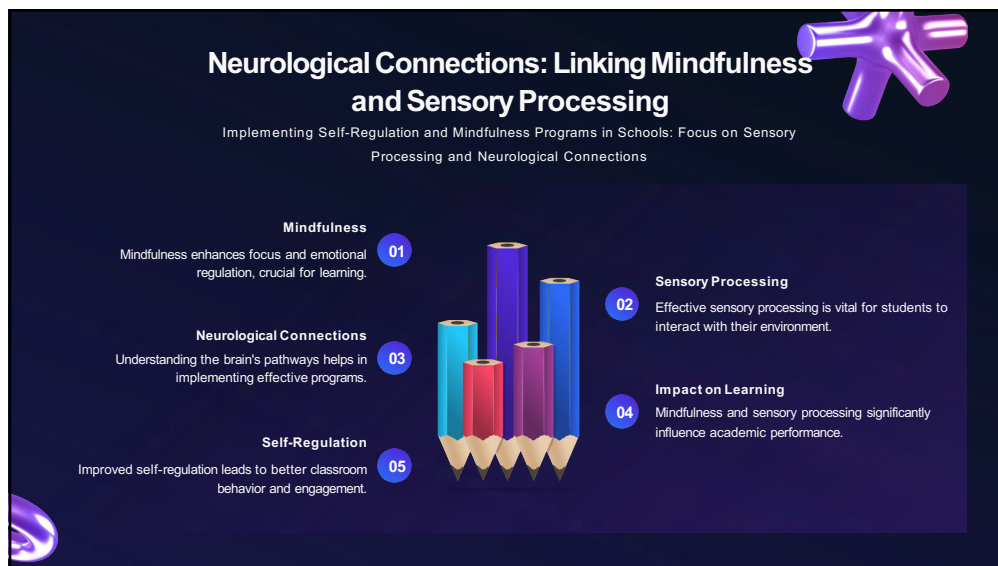 Neurological Connections: Linking Mindfulness
and Sensory Processing
Implementing Self-Regulation and Mindfulness Programs in Schools: Focus on Sensory
Processing and Neurological Connections
Mindfulness
01
Mindfulness enhances focus and emotional
regulation, crucial for learning.
Sensory Processing
02
Effective sensory processing is vital for students to
interact with their environment.
Neurological Connections
03
Understanding the brain's pathways helps in
implementing effective programs.
Impact on Learning
04
Mindfulness and sensory processing significantly
influence academic performance.
Self-Regulation
05
Improved self-regulation leads to better classroom
behavior and engagement.